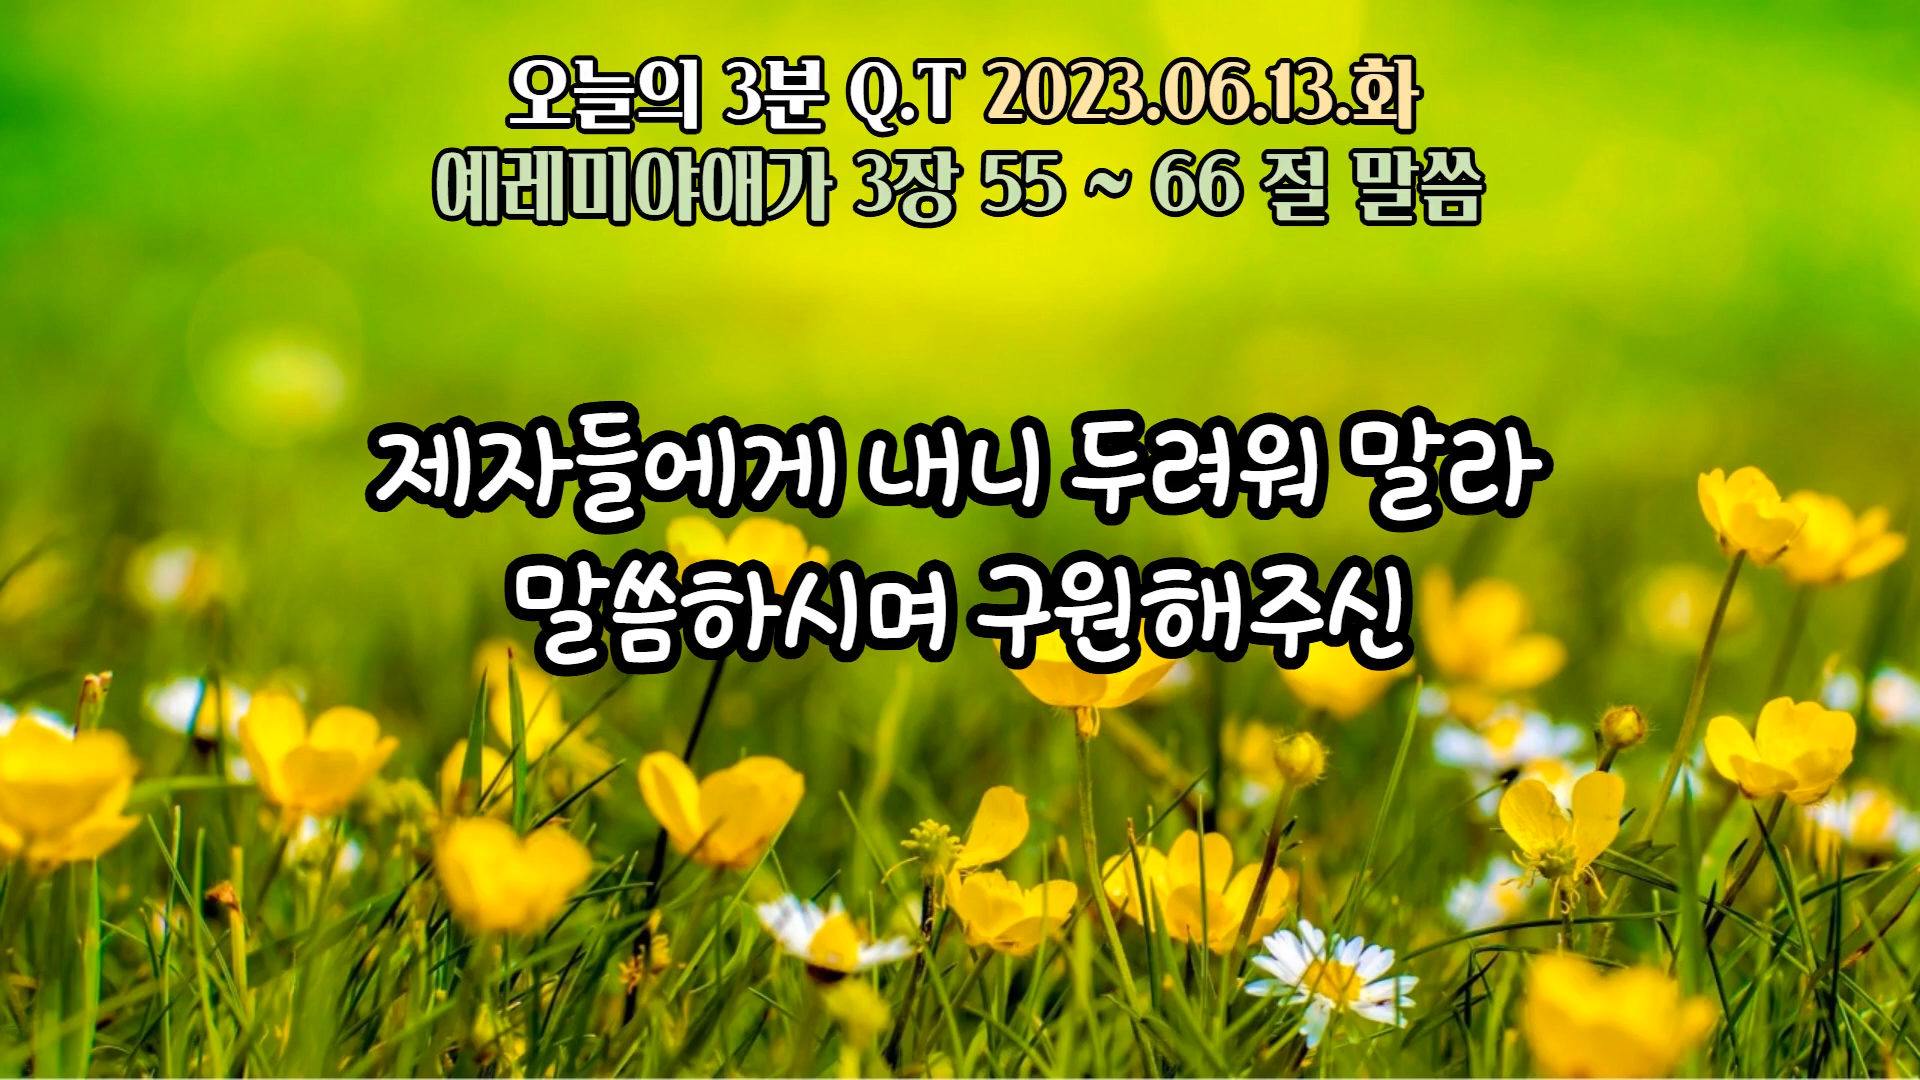 오늘의 3분 Q.T 2023.06.13.화
예레미야애가 3장 55 ~ 66 절 말씀
제자들에게 내니 두려워 말라
말씀하시며 구원해주신